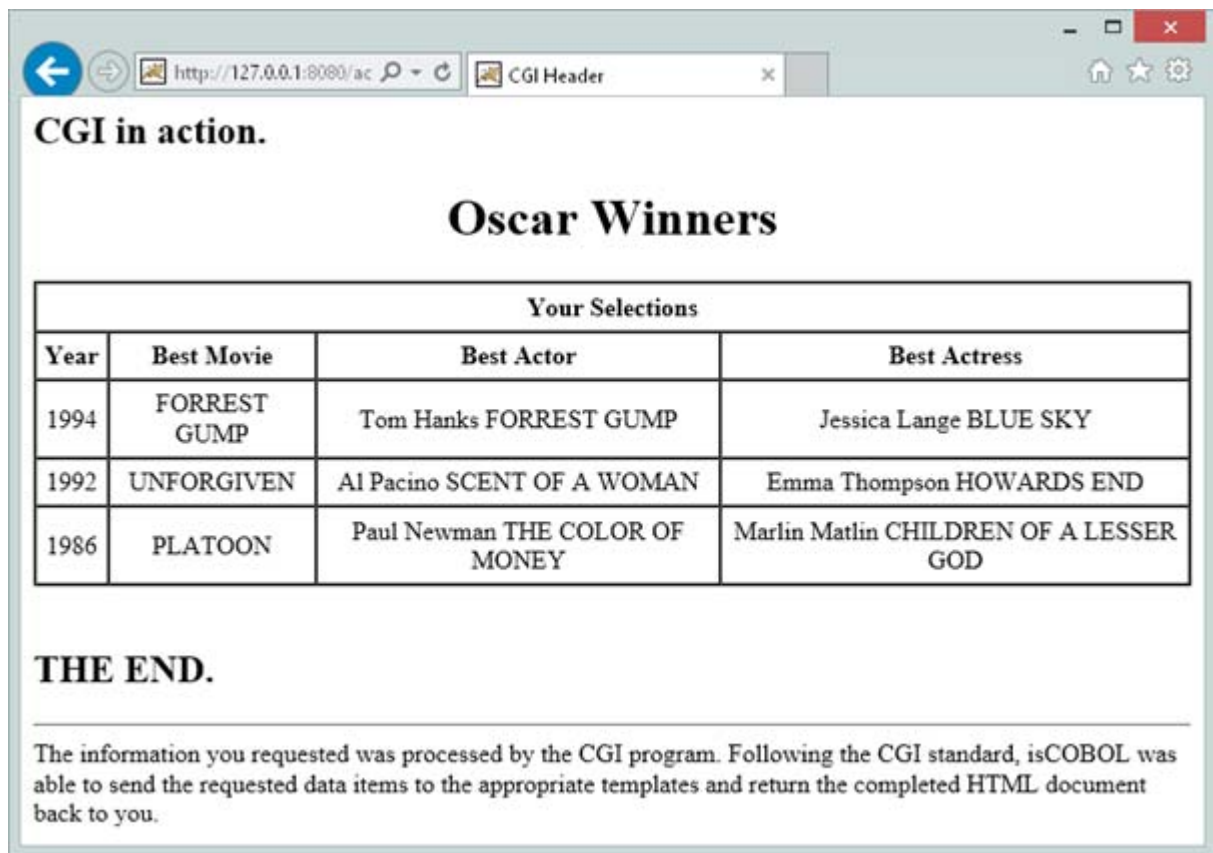 http://127.0.0.1:8080/ac
CGI Header
CGI in action.
Oscar Winners
Your Selections
Year Best Movie Best Actor Best Actress
1994 FORREST GUMP Tom Hanks FORREST GUMP Jessica Lange BLUE SKY
1992 UNFORGIVEN Al Pacino SCENT OF A WOMAN Emma Thompson HOWARDS END
1986 PLATOON Paul Newman THE COLOR OF MONEY Marlin Matlin CHILDREN OF A LESSER GOD
THE END.
The information you requested was processed by the CGI program. Following the CGI standard, isCOBOL was
able to send the requested data items to the appropriate templates and return the completed HTML document
back to you.